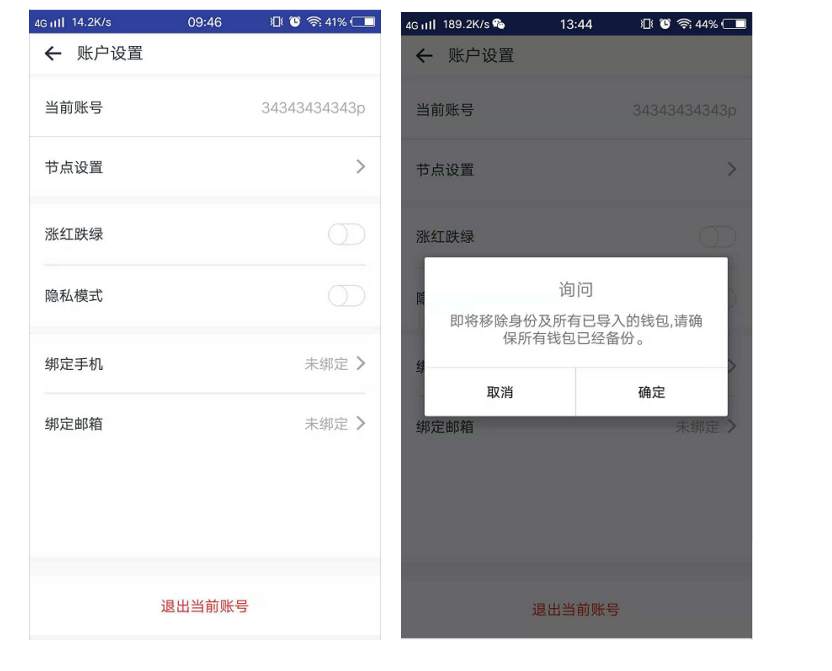 4G 14.2K/s 09:46 41%
账户设置
当前账号 34343434343p
节点设置
涨红跌绿
隐私模式
绑定手机 未绑定
绑定邮箱 未绑定
退出当前账号
4G 189.2K/s 13:44 44%
账户设置
当前账号 34343434343p
节点设置
涨红跌绿
询问
即将移除身份及所有已导入的钱包,请确
保所有钱包已经备份。
取消 确定
绑定邮箱 未绑定
退出当前账号